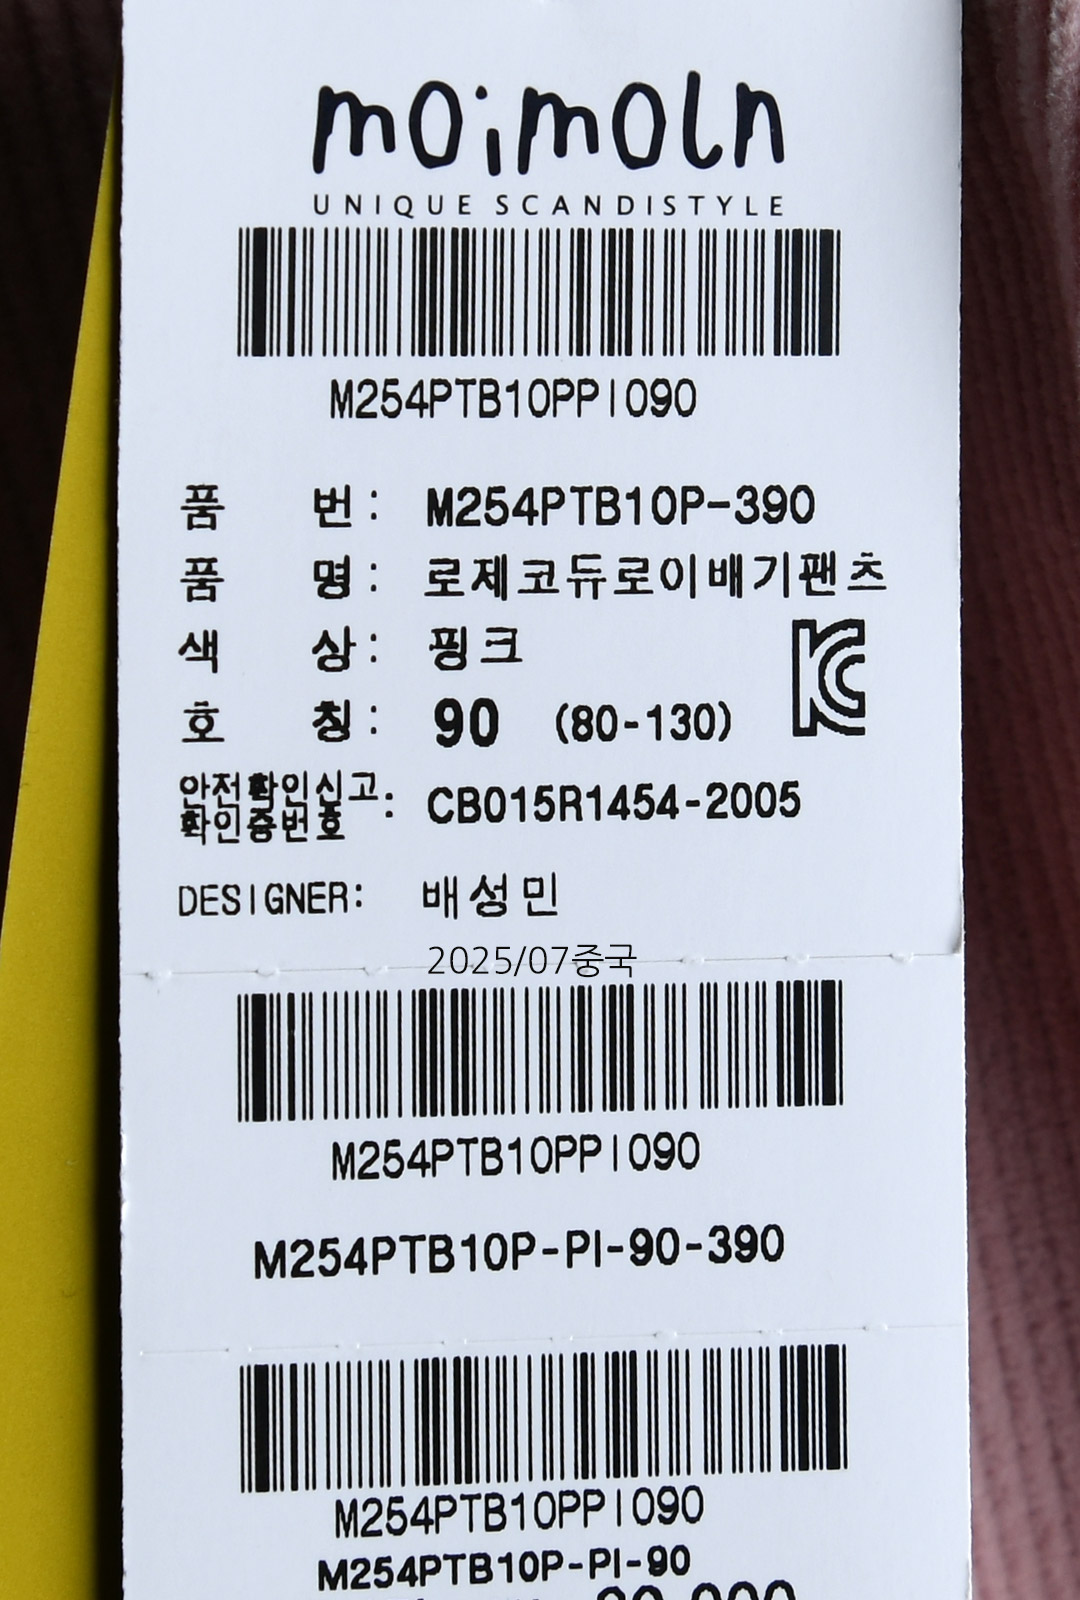 moimoln
UNIQUE SCANDISTYLE
M254PTB10PPI090
품 번: M254PTB10P-390
품 명: 로제코듀로이배기팬츠
색 상: 핑크
호 칭: 90 (80-130)
안전확인신고: CB015R1454-2005
확인증번호
DESIGNER: 배성민
2025/07중국
M254PTB10PPI090
M254PTB10P-PI-90-390
M254PTB10PPI090
M254PTB10P-PI-90